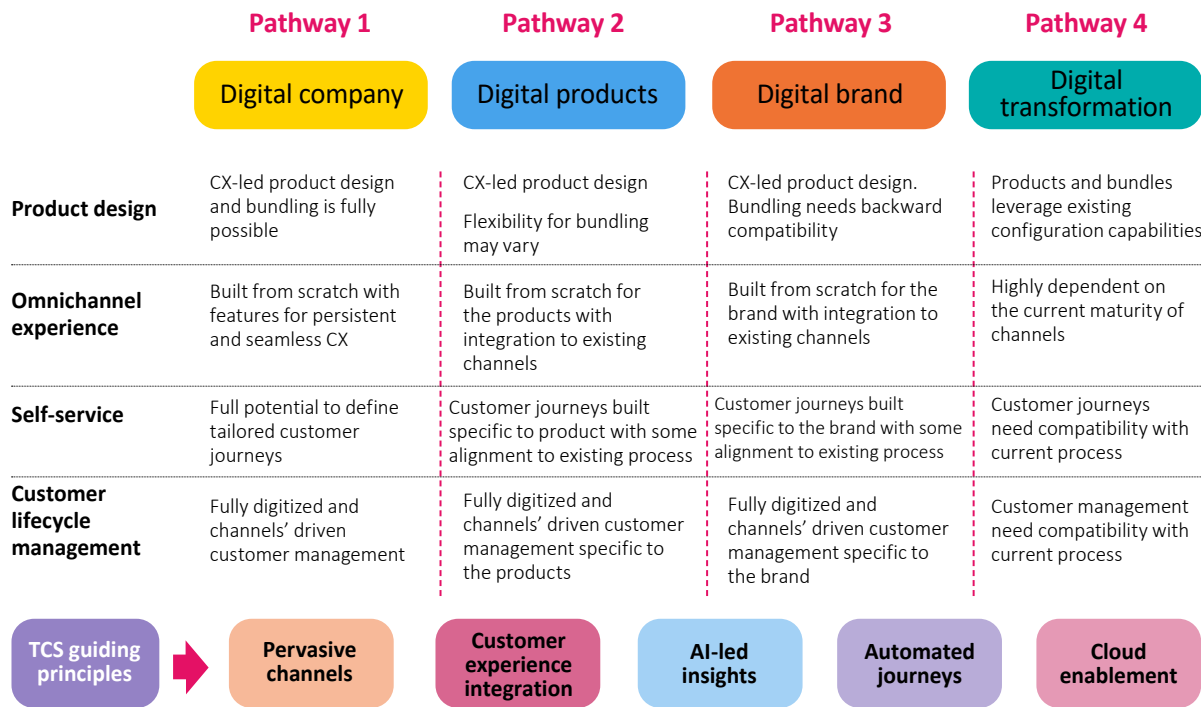 Pathway 1
Pathway 2
Pathway 3
Pathway 4
Digital company
Digital products
Digital brand
Digital
transformation
Product design
CX-led product design
and bundling is fully
possible
CX-led product design
Flexibility for bundling
may vary
CX-led product design.
Bundling needs backward
compatibility
Products and bundles
leverage existing
configuration capabilities
Omnichannel
experience
Built from scratch with
features for persistent
and seamless CX
Built from scratch for
the products with
integration to existing
channels
Built from scratch for the
brand with integration to
existing channels
Highly dependent on
the current maturity of
channels
Self-service
Full potential to define
tailored customer
journeys
Customer journeys built
specific to product with some
alignment to existing process
Customer journeys built
specific to the brand with some
alignment to existing process
Customer journeys
need compatibility with
current process
Customer
lifecycle
management
Fully digitized and
channels’ driven
customer management
Fully digitized and
channels’ driven customer
management specific to
the products
Fully digitized and
channels’ driven customer
management specific to
the brand
Customer management
need compatibility with
current process
TCS guiding
principles
Pervasive
channels
Customer
experience
integration
AI-led
insights
Automated
journeys
Cloud
enablement